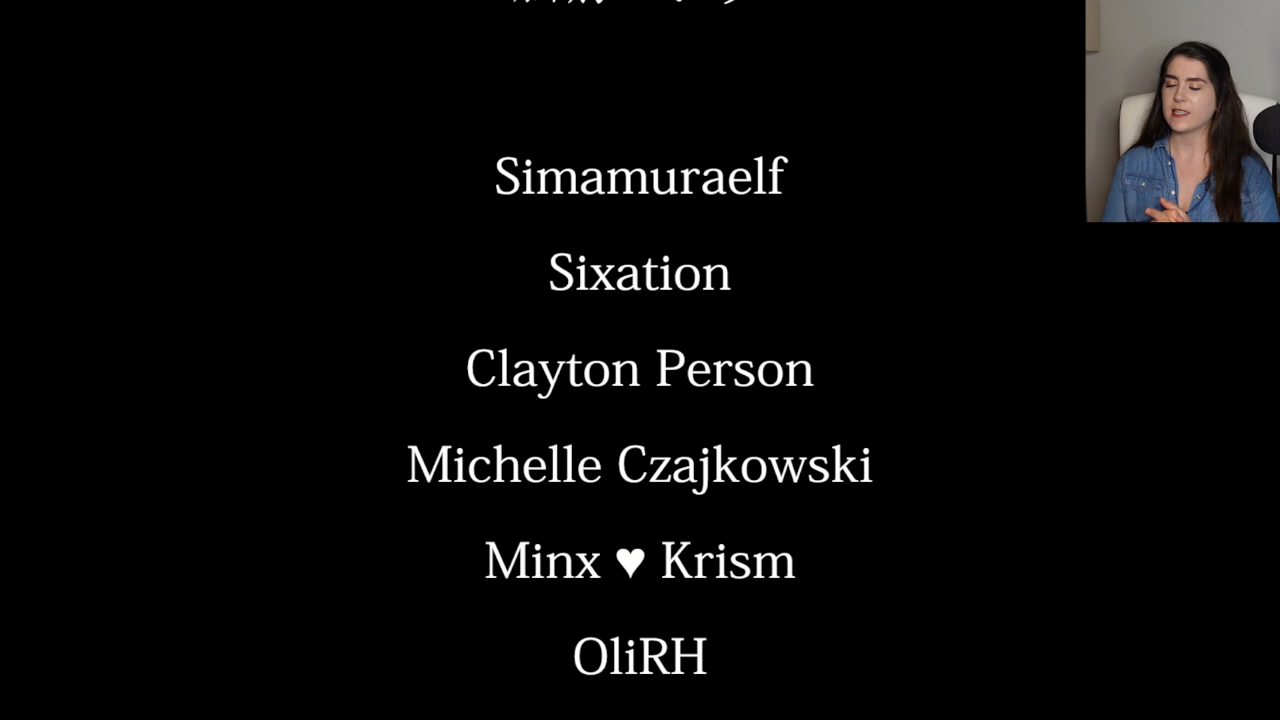 Simamuraelf
Sixation
Clayton Person
Michelle Czajkowski
Minx ♥ Krism
OliRH